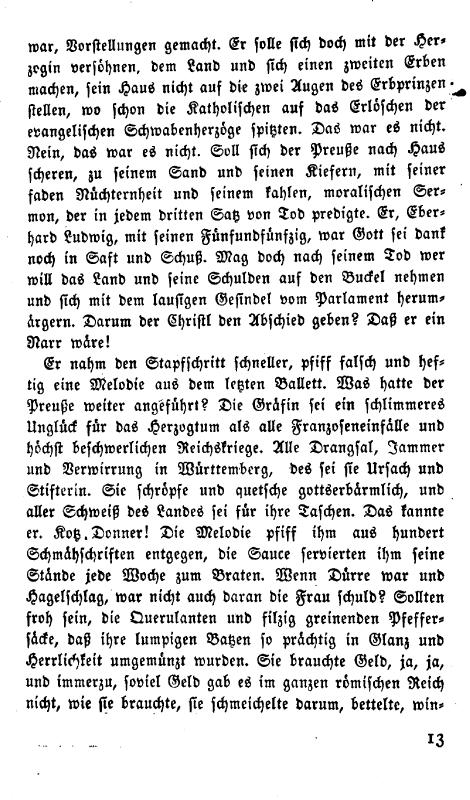 war, Vorstellungen gemacht. Er solle sich doch mit der Her-
zogin versöhnen, dem Land und sich einen zweiten Erben
machen, sein Haus nicht auf die zwei Augen des Erbprinzen
stellen, wo schon die Katholischen auf das Erlöschen der
evangelischen Schwabenherzöge spitzten. Das war es nicht.
Nein, das war es nicht. Soll sich der Preuße nach Haus
scheren, zu seinem Sand und seinen Kiefern, mit seiner
faden Nüchternheit und seinem kahlen, moralischen Ser-
mon, der in jedem dritten Satz von Tod predigte. Er, Eber-
hard Ludwig, mit seinen Fünfundfünfzig, war Gott sei dank
noch in Saft und Schuß. Mag doch nach seinem Tod wer
will das Land und seine Schulden auf den Buckel nehmen
und sich mit dem lausigen Gesindel vom Parlament herum-
ärgern. Darum der Christl den Abschied geben? Daß er ein
Narr wäre!
Er nahm den Stapfschritt schneller, pfiff falsch und hef-
tig eine Melodie aus dem letzten Ballett. Was hatte der
Preuße weiter angeführt? Die Gräfin sei ein schlimmeres
Unglück für das Herzogtum als alle Franzoseneinfälle und
höchst beschwerlichen Reichskriege. Alle Drangsal, Jammer
und Verwirrung in Württemberg, des sei sie Ursach und
Stifterin. Sie schröpfe und quetsche gottserbärmlich, und
aller Schweiß des Landes sei für ihre Taschen. Das kannte
er. Kotz Donner! Die Melodie pfiff ihm aus hundert
Schmähschriften entgegen, die Sauce servierten ihm seine
Stände jede Woche zum Braten. Wenn Dürre war und
Hagelschlag, war nicht auch daran die Frau schuld? Sollten
froh sein, die Querulanten und filzig greinenden Pfeffer-
säcke, daß ihre lumpigen Batzen so prächtig in Glanz und
Herrlichkeit umgemünzt wurden. Sie brauchte Geld, ja, ja,
und immerzu, soviel Geld gab es im ganzen römischen Reich
nicht, wie sie brauchte, sie schmeichelte darum, bettelte, win-
13